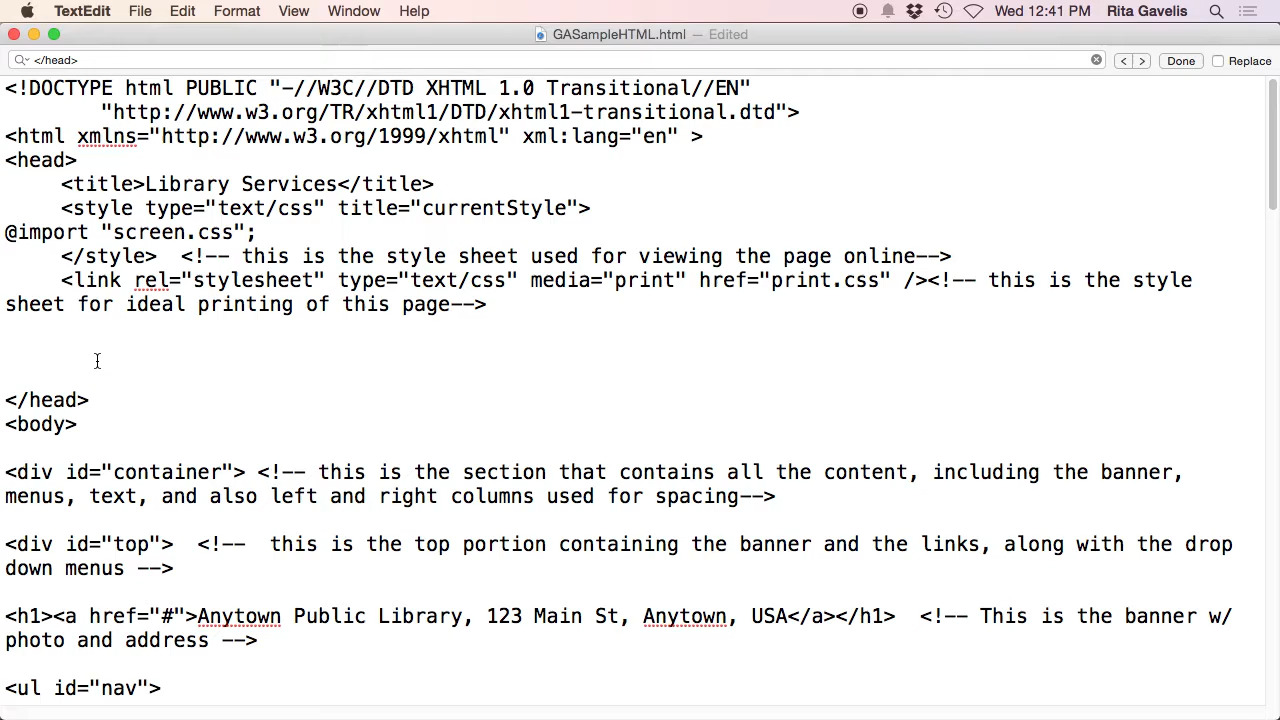 TextEdit File Edit Format View Window Help Wed 12:41 PM Rita Gavelis
GASampleHTML.html — Edited
</head> < > Done Replace
<!DOCTYPE html PUBLIC "-//W3C//DTD XHTML 1.0 Transitional//EN"
"http://www.w3.org/TR/xhtml1/DTD/xhtml1-transitional.dtd">
<html xmlns="http://www.w3.org/1999/xhtml" xml:lang="en" >
<head>
<title>Library Services</title>
<style type="text/css" title="currentStyle">
@import "screen.css";
</style>  <!-- this is the style sheet used for viewing the page online-->
<link rel="stylesheet" type="text/css" media="print" href="print.css" /><!-- this is the style
sheet for ideal printing of this page-->
</head>
<body>
<div id="container"> <!-- this is the section that contains all the content, including the banner,
menus, text, and also left and right columns used for spacing-->
<div id="top">  <!--  this is the top portion containing the banner and the links, along with the drop
down menus -->
<h1><a href="#">Anytown Public Library, 123 Main St, Anytown, USA</a></h1>  <!-- This is the banner w/
photo and address -->
<ul id="nav">